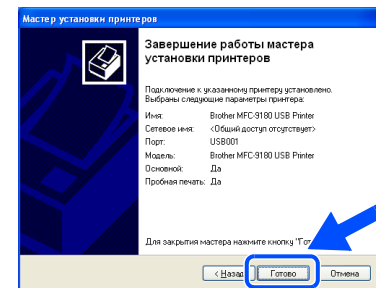 Мастер установки принтеров
Завершение работы мастера
установки принтеров
Подключение к указанному принтеру установлено.
Выбраны следующие параметры принтера:
Имя: Brother MFC-9180 USB Printer
Сетевое имя: <Общий доступ отсутствует>
Порт: USB001
Модель: Brother MFC-9180 USB Printer
Основной: Да
Пробная печать: Да
Для закрытия мастера нажмите кнопку "Гот
< Назад Готово Отмена